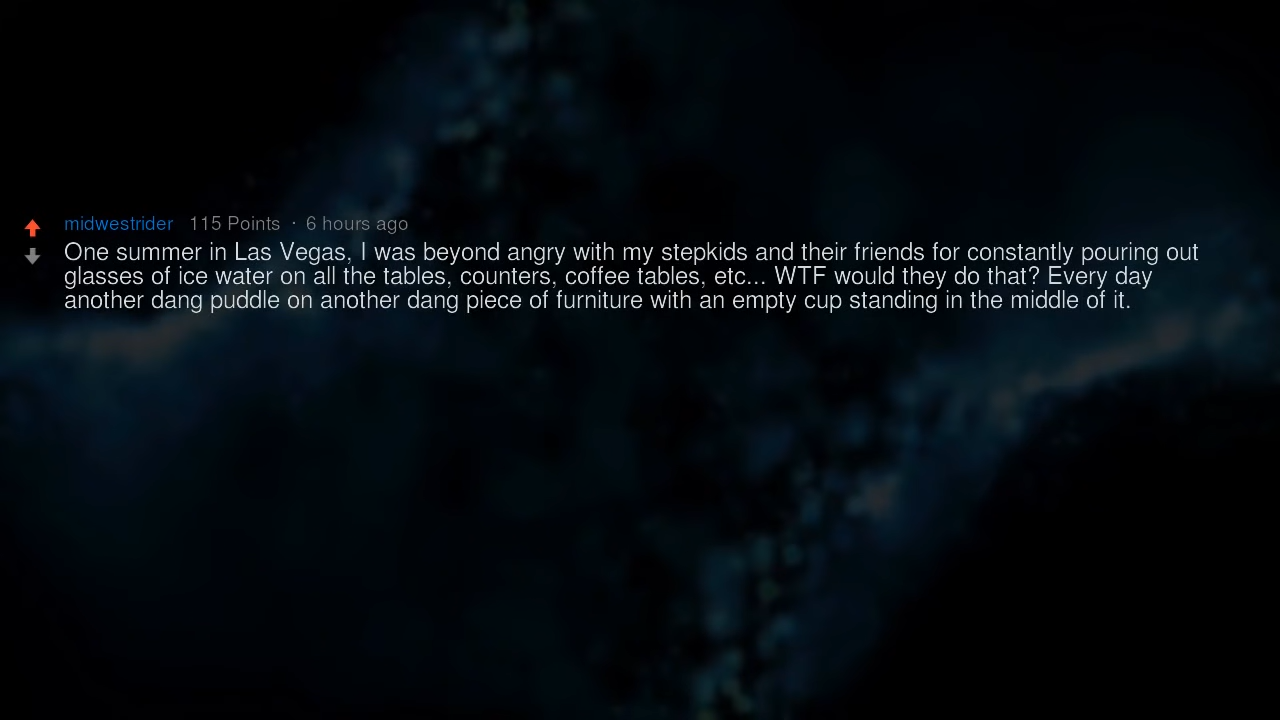 midwestrider 115 Points · 6 hours ago
One summer in Las Vegas, I was beyond angry with my stepkids and their friends for constantly pouring out
glasses of ice water on all the tables, counters, coffee tables, etc... WTF would they do that? Every day
another dang puddle on another dang piece of furniture with an empty cup standing in the middle of it.